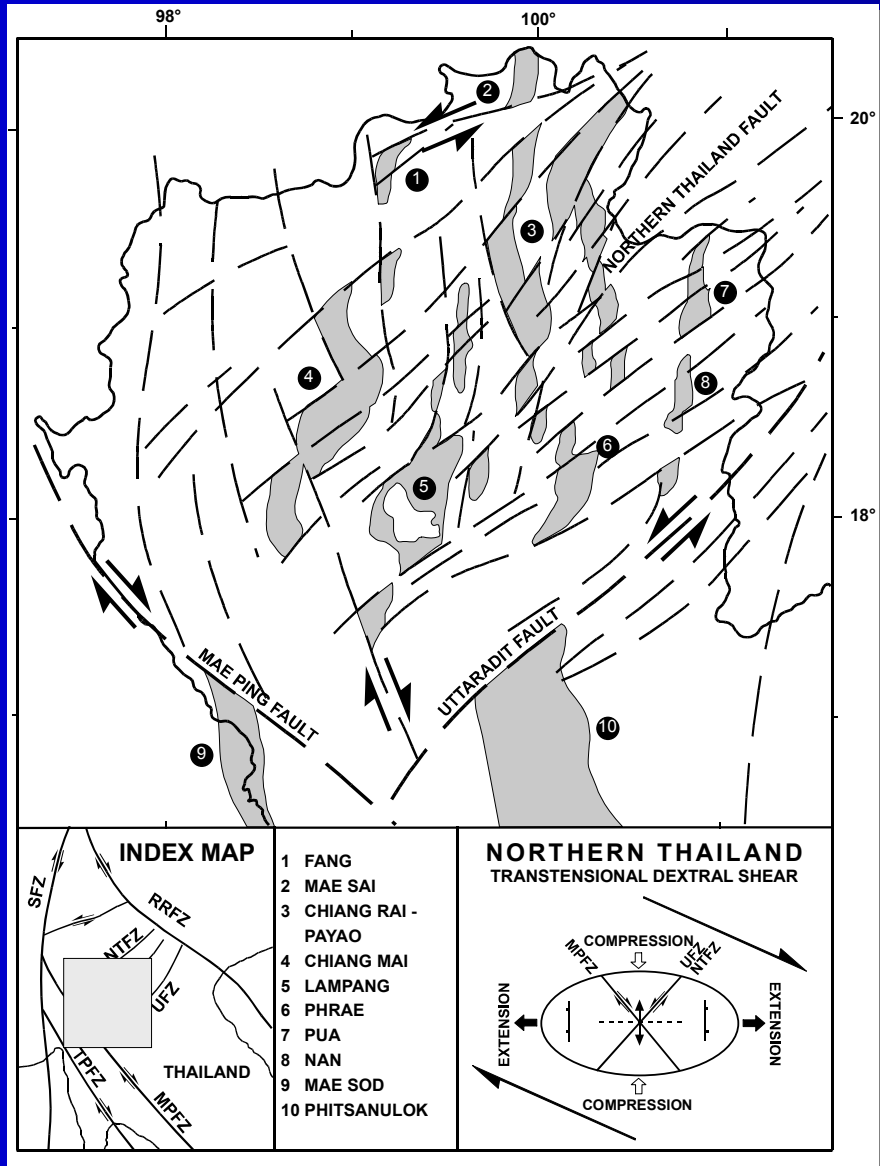 98°
100°
20°
18°
2
1
3
7
4
8
6
5
9
10
NORTHERN THAILAND FAULT
MAE PING FAULT
UTTARADIT FAULT
INDEX MAP
SFZ
RRFZ
NTFZ
UFZ
TPFZ
MPFZ
THAILAND
1 FANG
2 MAE SAI
3 CHIANG RAI -
PAYAO
4 CHIANG MAI
5 LAMPANG
6 PHRAE
7 PUA
8 NAN
9 MAE SOD
10 PHITSANULOK
NORTHERN THAILAND
TRANSTENSIONAL DEXTRAL SHEAR
COMPRESSION
MPFZ
UFZ
NTFZ
EXTENSION
EXTENSION
COMPRESSION